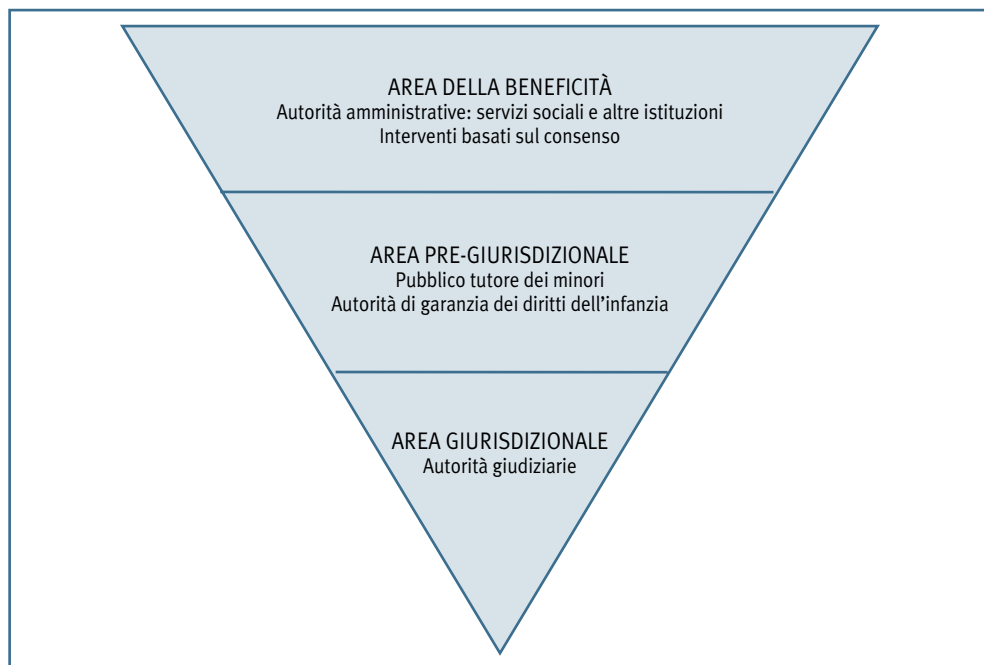 AREA DELLA BENEFICITÀ
Autorità amministrative: servizi sociali e altre istituzioni
Interventi basati sul consenso
AREA PRE-GIURISDIZIONALE
Pubblico tutore dei minori
Autorità di garanzia dei diritti dell’infanzia
AREA GIURISDIZIONALE
Autorità giudiziarie